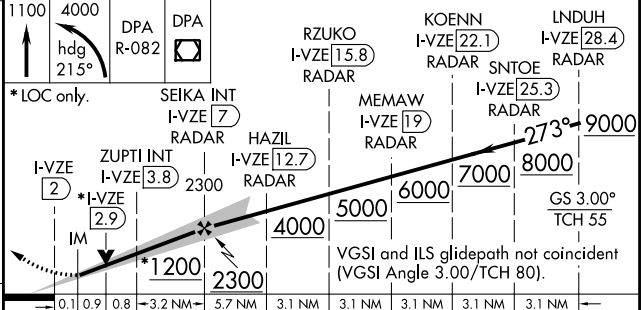 1100
4000
hdg
215°
DPA
R-082
DPA
* LOC only.
LNDUH
I-VZE 28.4
RADAR
KOENN
I-VZE 22.1
RADAR
SNTOE
I-VZE 25.3
RADAR
RZUKO
I-VZE 15.8
RADAR
MEMAW
I-VZE 19
RADAR
SEIKA INT
I-VZE 7
RADAR
HAZIL
I-VZE 12.7
RADAR
ZUPTI INT
I-VZE 3.8
*I-VZE
2.9
I-VZE
2
IM
2300
273°
9000
8000
7000
6000
5000
4000
2300
*1200
GS 3.00°
TCH 55
VGSI and ILS glidepath not coincident
(VGSI Angle 3.00/TCH 80).
0.1 0.9 0.8 3.2 NM 5.7 NM 3.1 NM 3.1 NM 3.1 NM 3.1 NM 3.1 NM